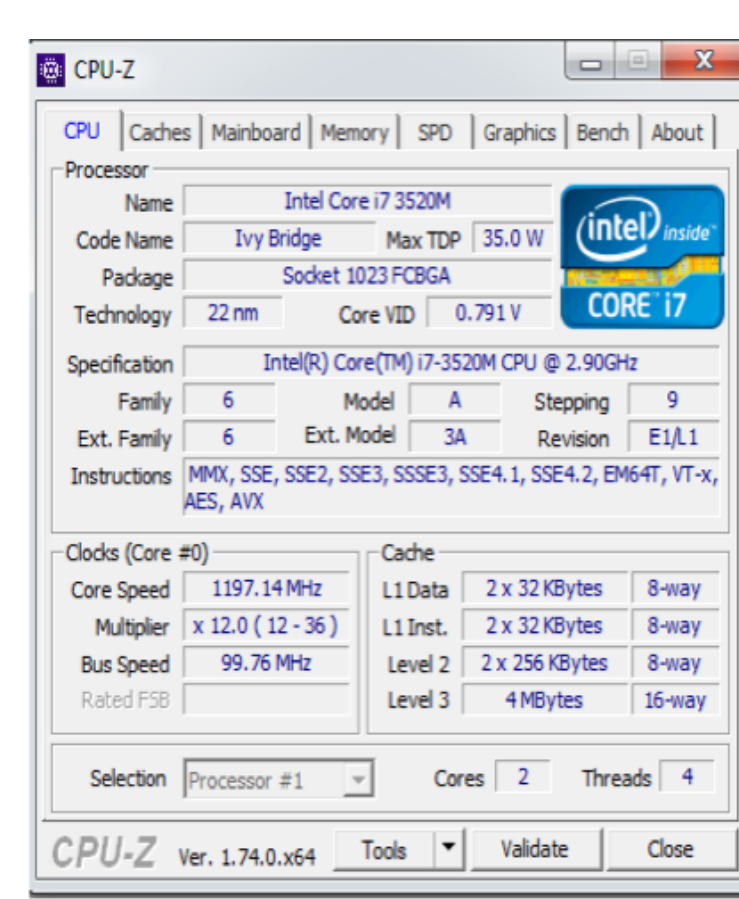 CPU-Z
CPU Caches Mainboard Memory SPD Graphics Bench About
Processor
Name Intel Core i7 3520M
Code Name Ivy Bridge Max TDP 35.0 W
Package Socket 1023 FCBGA
Technology 22 nm Core VID 0.791 V
intel inside™
CORE™ i7
Specification Intel(R) Core(TM) i7-3520M CPU @ 2.90GHz
Family 6 Model A Stepping 9
Ext. Family 6 Ext. Model 3A Revision E1/L1
Instructions MMX, SSE, SSE2, SSE3, SSSE3, SSE4.1, SSE4.2, EM64T, VT-x,
AES, AVX
Clocks (Core #0)
Core Speed 1197.14 MHz
Multiplier x 12.0 ( 12 - 36 )
Bus Speed 99.76 MHz
Rated FSB
Cache
L1 Data 2 x 32 KBytes 8-way
L1 Inst. 2 x 32 KBytes 8-way
Level 2 2 x 256 KBytes 8-way
Level 3 4 MBytes 16-way
Selection Processor #1 Cores 2 Threads 4
CPU-Z Ver. 1.74.0.x64 Tools Validate Close